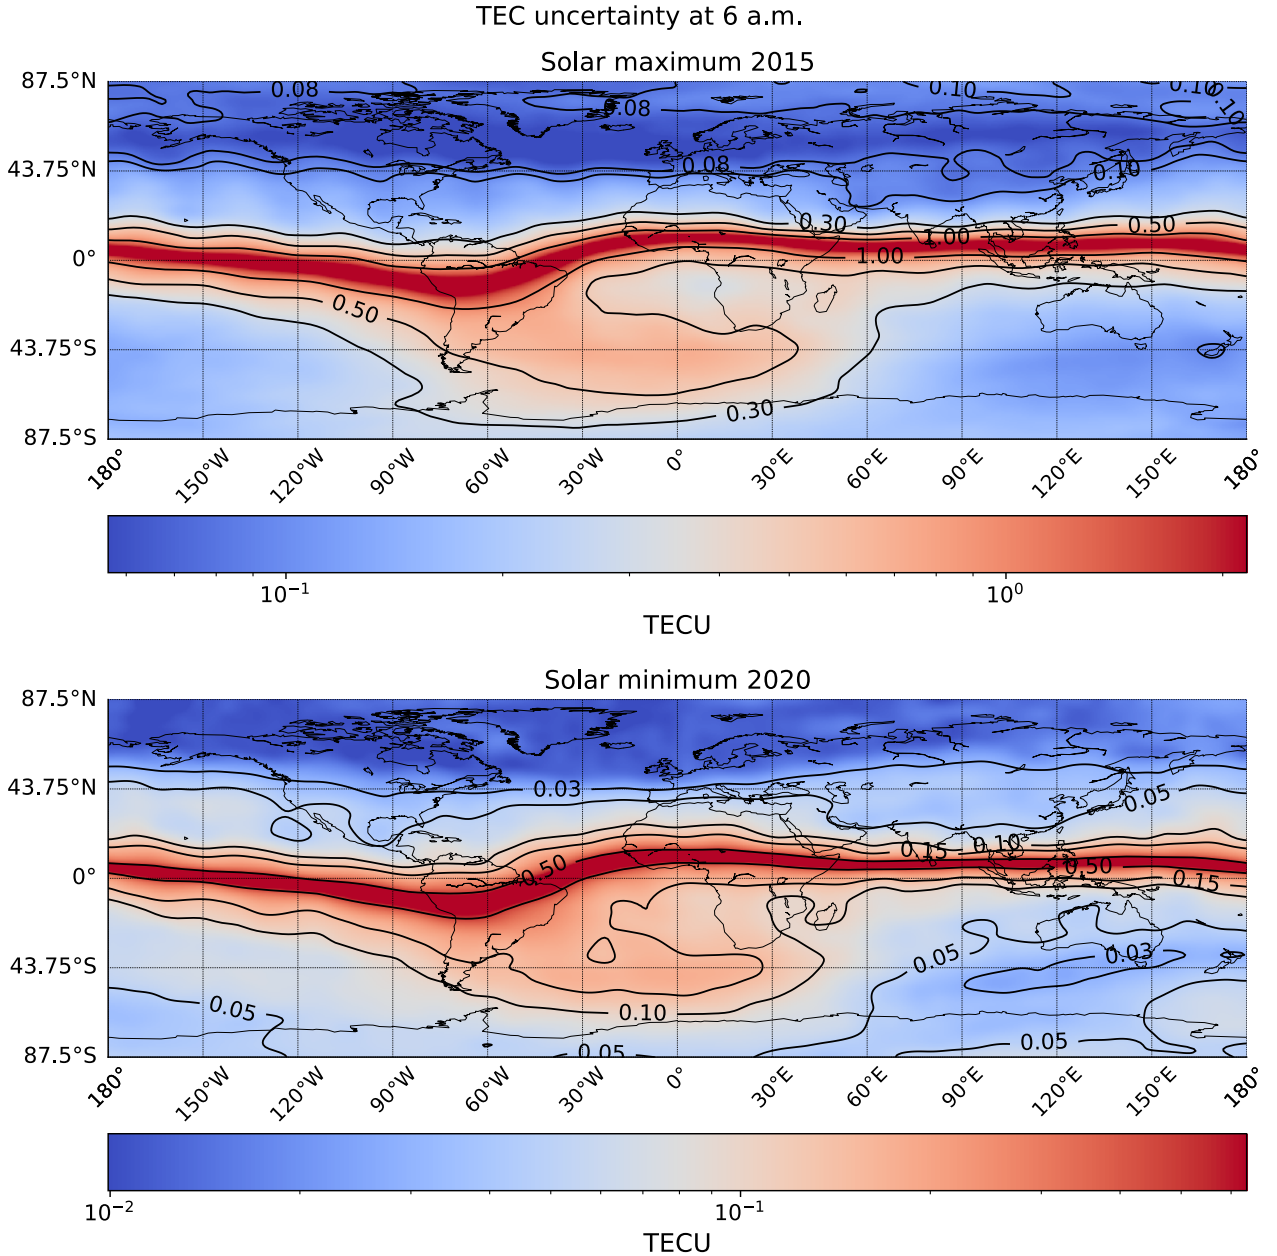 TEC uncertainty at 6 a.m.
Solar maximum 2015
87.5°N
43.75°N
0°
43.75°S
87.5°S
0.08
0.10
0.10
0.10
0.08
0.08
0.10
0.30
0.50
1.00
1.00
0.50
0.30
180° 150°W 120°W 90°W 60°W 30°W 0° 30°E 60°E 90°E 120°E 150°E 180°
10⁻¹ 10⁰
TECU
Solar minimum 2020
87.5°N
43.75°N
0°
43.75°S
87.5°S
0.03
0.05
0.15
0.10
0.50
0.50
0.15
0.05
0.03
0.05
0.10
0.05
0.05
180° 150°W 120°W 90°W 60°W 30°W 0° 30°E 60°E 90°E 120°E 150°E 180°
10⁻² 10⁻¹
TECU